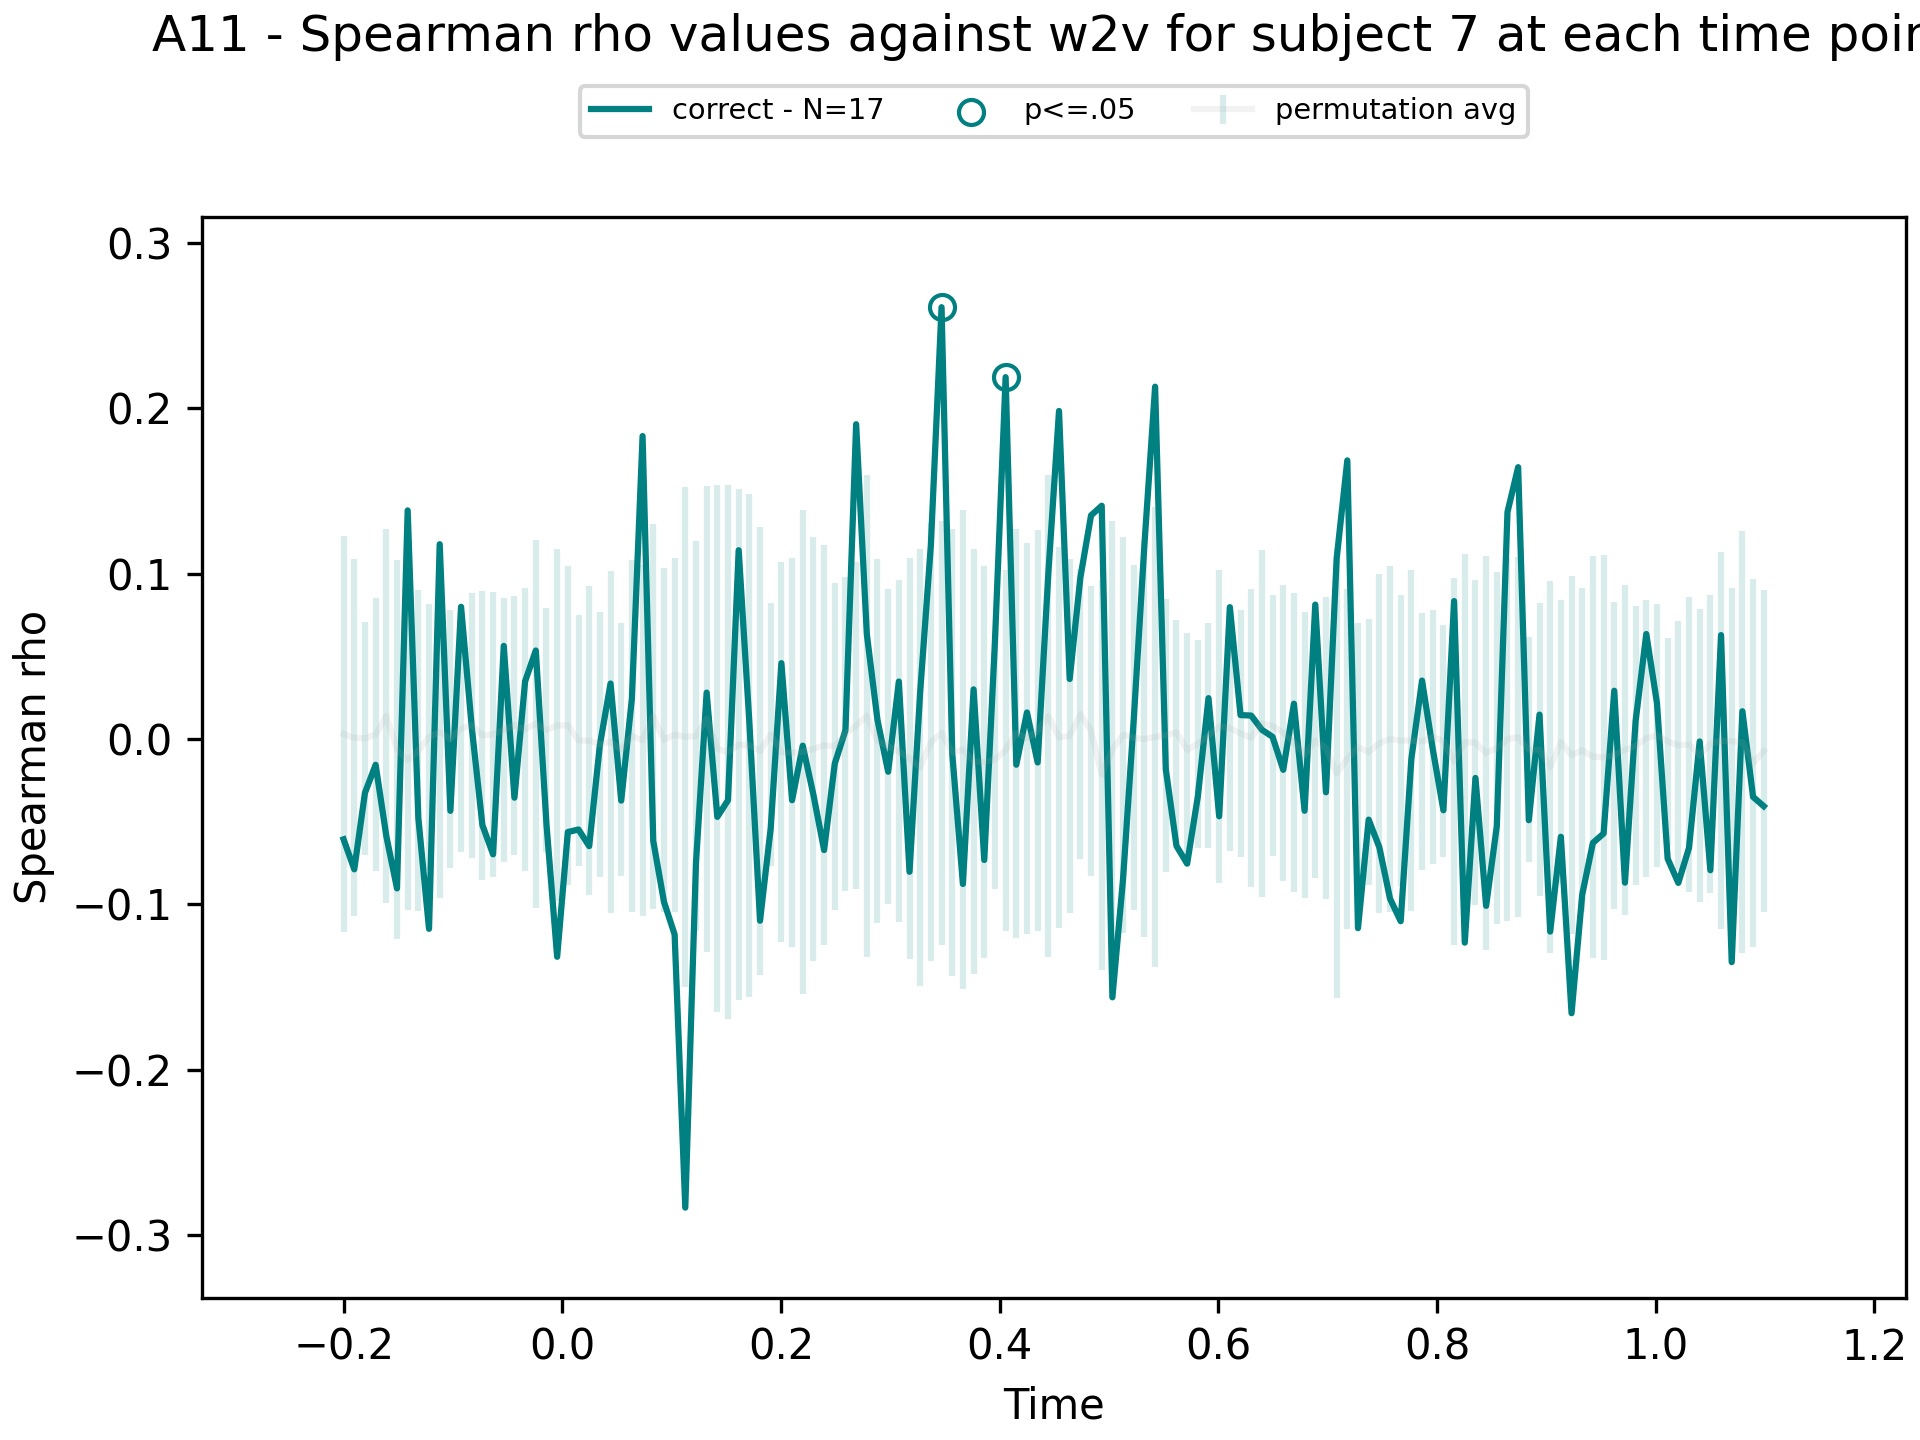 A11 - Spearman rho values against w2v for subject 7 at each time poin
correct - N=17 p<=.05 permutation avg
0.3
0.2
0.1
0.0
−0.1
−0.2
−0.3
Spearman rho
−0.2 0.0 0.2 0.4 0.6 0.8 1.0 1.2
Time